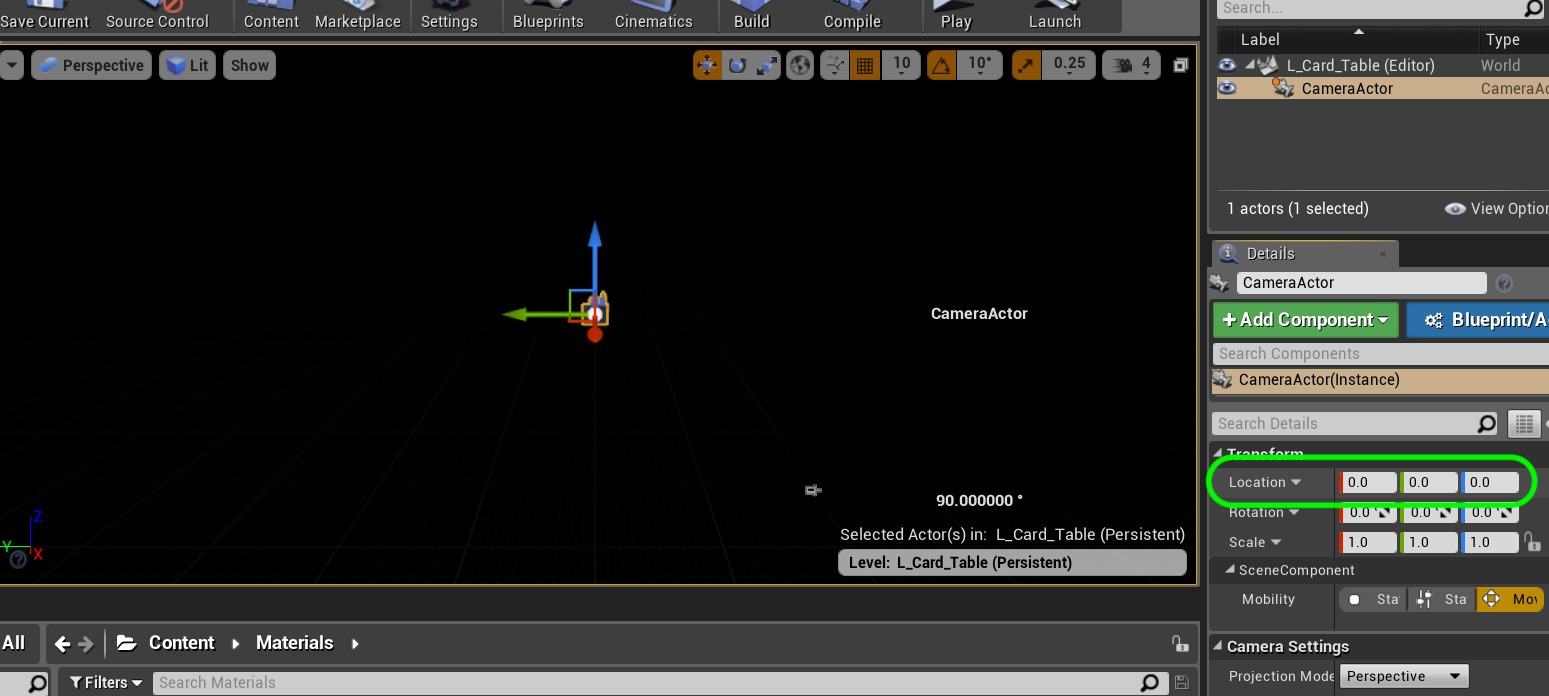 Save Current Source Control Content Marketplace Settings Blueprints Cinematics Build Compile Play Launch
Perspective Lit Show 10 10° 0.25 4
CameraActor
90.000000 °
Selected Actor(s) in: L_Card_Table (Persistent)
Level: L_Card_Table (Persistent)
Z
Y
X
All Content Materials
Filters Search Materials
Search...
Label Type
L_Card_Table (Editor) World
CameraActor CameraAc
1 actors (1 selected) View Option
Details
CameraActor
+ Add Component Blueprint/A
Search Components
CameraActor(Instance)
Search Details
Transform
Location 0.0 0.0 0.0
Rotation 0.0 ° 0.0 ° 0.0 °
Scale 1.0 1.0 1.0
SceneComponent
Mobility Sta Sta Mov
Camera Settings
Projection Mode Perspective